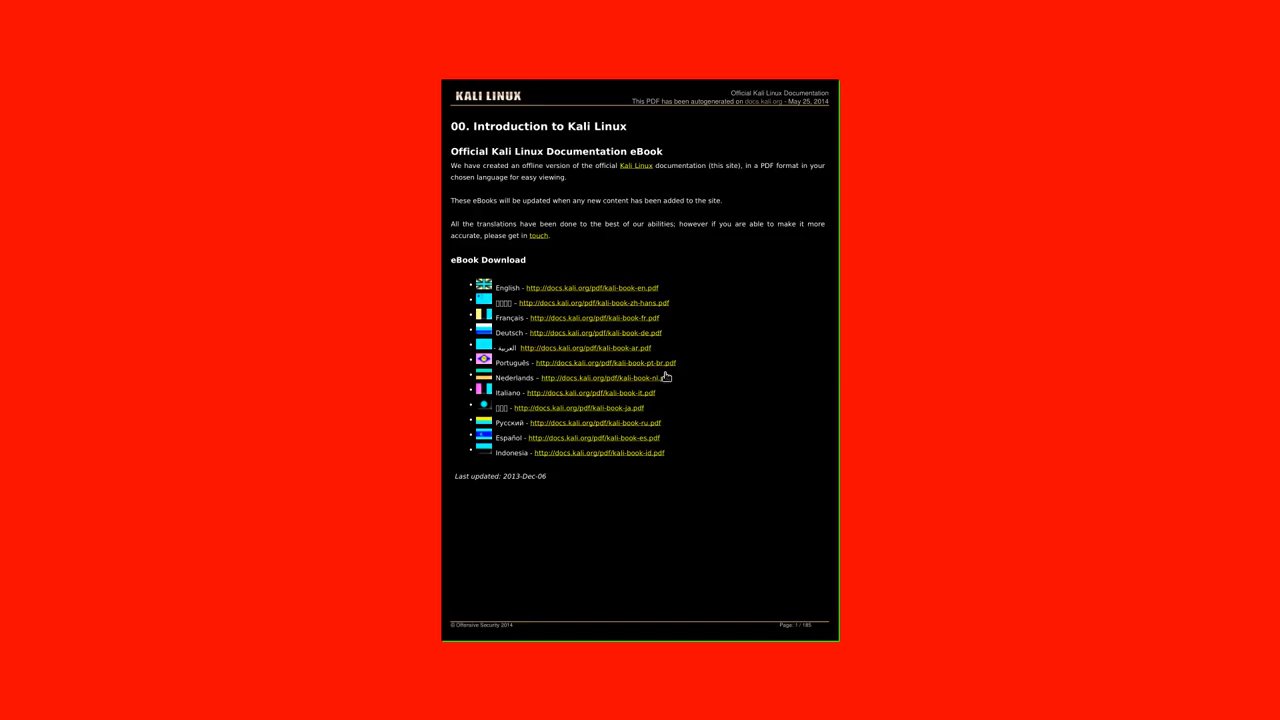 KALI LINUX
Official Kali Linux Documentation
This PDF has been autogenerated on docs.kali.org - May 25, 2014
00. Introduction to Kali Linux
Official Kali Linux Documentation eBook
We have created an offline version of the official Kali Linux documentation (this site), in a PDF format in your
chosen language for easy viewing.
These eBooks will be updated when any new content has been added to the site.
All the translations have been done to the best of our abilities; however if you are able to make it more
accurate, please get in touch.
eBook Download
• English - http://docs.kali.org/pdf/kali-book-en.pdf
• – http://docs.kali.org/pdf/kali-book-zh-hans.pdf
• Français - http://docs.kali.org/pdf/kali-book-fr.pdf
• Deutsch - http://docs.kali.org/pdf/kali-book-de.pdf
• - العربية http://docs.kali.org/pdf/kali-book-ar.pdf
• Português - http://docs.kali.org/pdf/kali-book-pt-br.pdf
• Nederlands – http://docs.kali.org/pdf/kali-book-nl.
• Italiano - http://docs.kali.org/pdf/kali-book-it.pdf
• - http://docs.kali.org/pdf/kali-book-ja.pdf
• Русский - http://docs.kali.org/pdf/kali-book-ru.pdf
• Español - http://docs.kali.org/pdf/kali-book-es.pdf
• Indonesia - http://docs.kali.org/pdf/kali-book-id.pdf
Last updated: 2013-Dec-06
© Offensive Security 2014
Page: 1 / 185